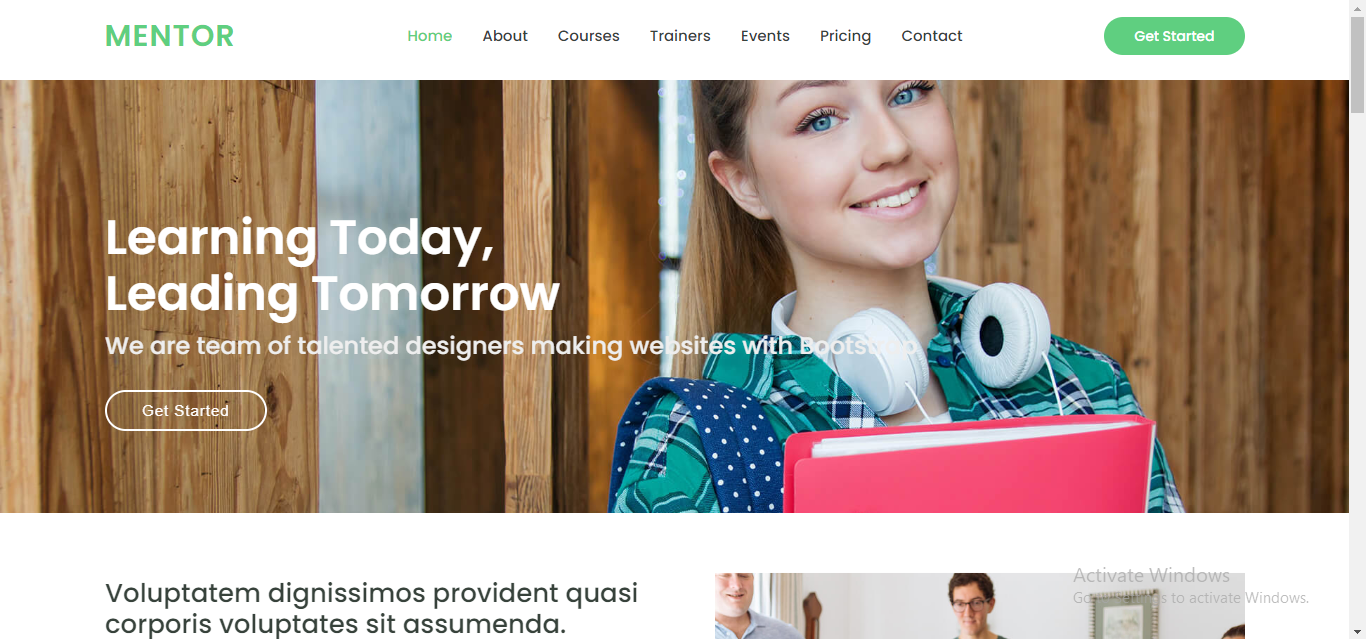 MENTOR
Home About Courses Trainers Events Pricing Contact
Get Started
Learning Today,
Leading Tomorrow
We are team of talented designers making websites with Bootstrap
Get Started
Voluptatem dignissimos provident quasi
corporis voluptates sit assumenda.
Activate Windows
Go to Settings to activate Windows.